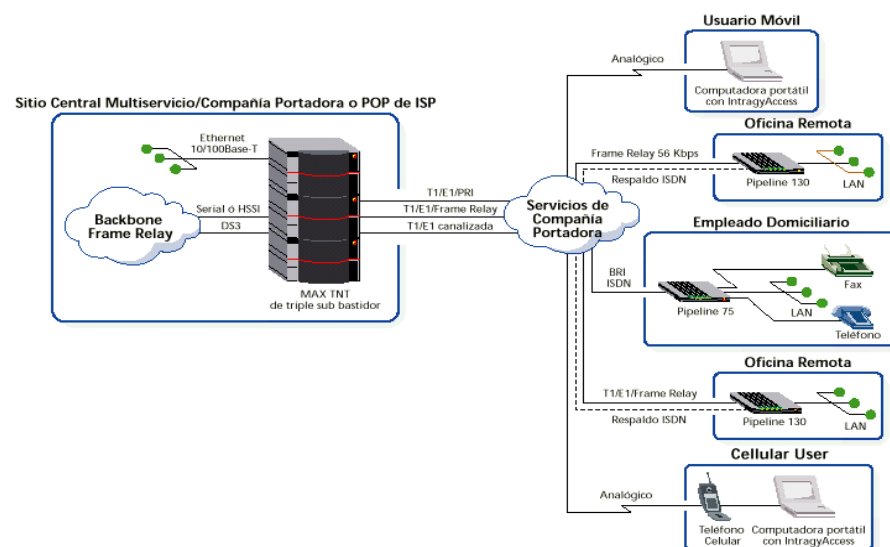 Usuario Móvil
Analógico
Computadora portátil
con IntragyAccess
Sitio Central Multiservicio/Compañía Portadora o POP de ISP
Ethernet
10/100Base-T
Serial ó HSSI
Backbone
Frame Relay
DS3
MAX TNT
de triple sub bastidor
T1/E1/PRI
T1/E1/Frame Relay
T1/E1 canalizada
Servicios de
Compañía
Portadora
Oficina Remota
Frame Relay 56 Kbps
Respaldo ISDN
Pipeline 130
LAN
Empleado Domiciliario
BRI
ISDN
Pipeline 75
LAN
Fax
Teléfono
Oficina Remota
T1/E1/Frame Relay
Respaldo ISDN
Pipeline 130
LAN
Cellular User
Analógico
Teléfono
Celular
Computadora portátil
con IntragyAccess